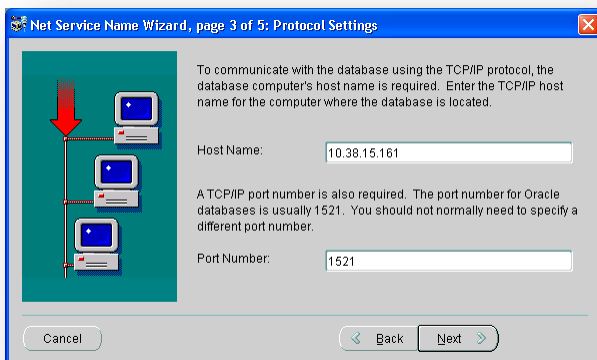 Net Service Name Wizard, page 3 of 5: Protocol Settings
To communicate with the database using the TCP/IP protocol, the
database computer's host name is required. Enter the TCP/IP host
name for the computer where the database is located.
Host Name:
10.38.15.161
A TCP/IP port number is also required. The port number for Oracle
databases is usually 1521. You should not normally need to specify a
different port number.
Port Number:
1521
Cancel
Back
Next